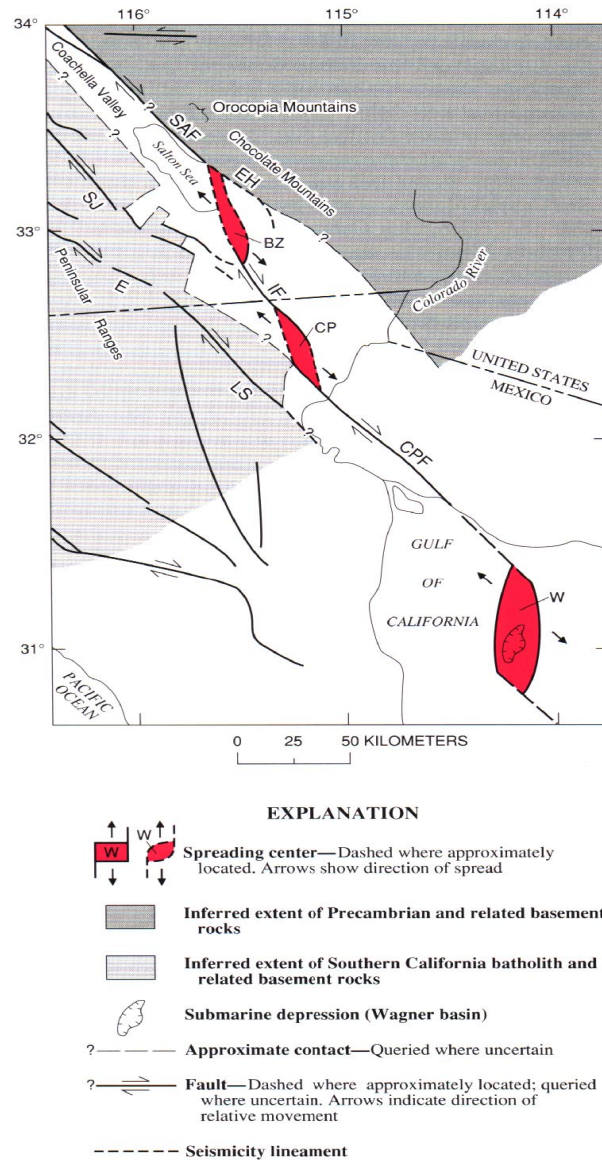 116°
115°
114°
34°
33°
32°
31°
Coachella Valley
?
?
?
SAF
Orocopia Mountains
Salton Sea
EH
Chocolate Mountains
?
SJ
BZ
IF
Colorado River
Peninsular
Ranges
E
CP
?
UNITED STATES
MEXICO
LS
?
CPF
GULF
OF
CALIFORNIA
W
PACIFIC
OCEAN
0 25 50 KILOMETERS
EXPLANATION
W W Spreading center—Dashed where approximately
located. Arrows show direction of spread
Inferred extent of Precambrian and related basement
rocks
Inferred extent of Southern California batholith and
related basement rocks
Submarine depression (Wagner basin)
? Approximate contact—Queried where uncertain
? Fault—Dashed where approximately located; queried
where uncertain. Arrows indicate direction of
relative movement
Seismicity lineament